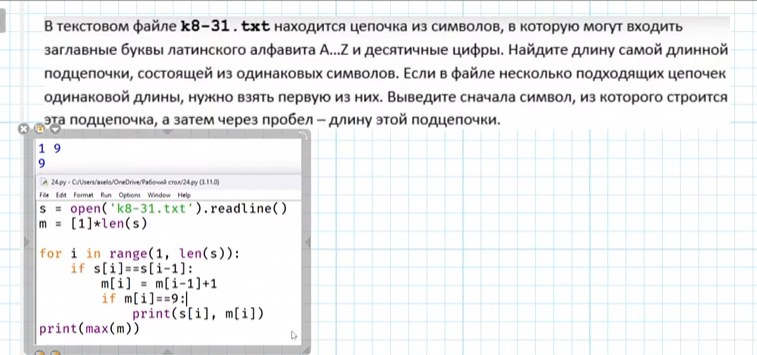 В текстовом файле k8-31.txt находится цепочка из символов, в которую могут входить
заглавные буквы латинского алфавита A...Z и десятичные цифры. Найдите длину самой длинной
подцепочки, состоящей из одинаковых символов. Если в файле несколько подходящих цепочек
одинаковой длины, нужно взять первую из них. Выведите сначала символ, из которого строится
эта подцепочка, а затем через пробел – длину этой подцепочки.
1 9
9
24.py - C:/Users/axelo/OneDrive/Рабочий стол/24.py (3.11.0)
File Edit Format Run Options Window Help
s = open('k8-31.txt').readline()
m = [1]*len(s)
for i in range(1, len(s)):
    if s[i]==s[i-1]:
        m[i] = m[i-1]+1
        if m[i]==9:
            print(s[i], m[i])
print(max(m))